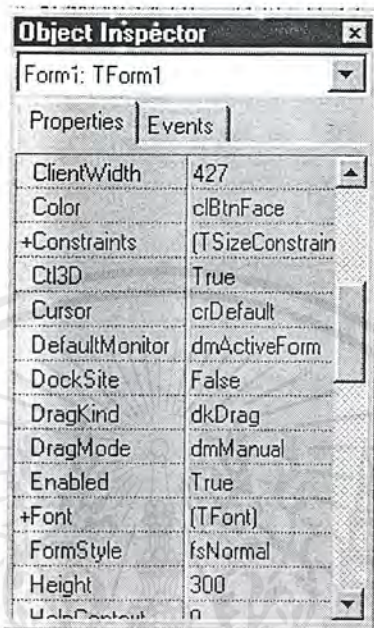 Object Inspector
Form1: TForm1
Properties Events
ClientWidth 427
Color clBtnFace
+Constraints (TSizeConstrain
Ctl3D True
Cursor crDefault
DefaultMonitor dmActiveForm
DockSite False
DragKind dkDrag
DragMode dmManual
Enabled True
+Font (TFont)
FormStyle fsNormal
Height 300
HelpContext 0